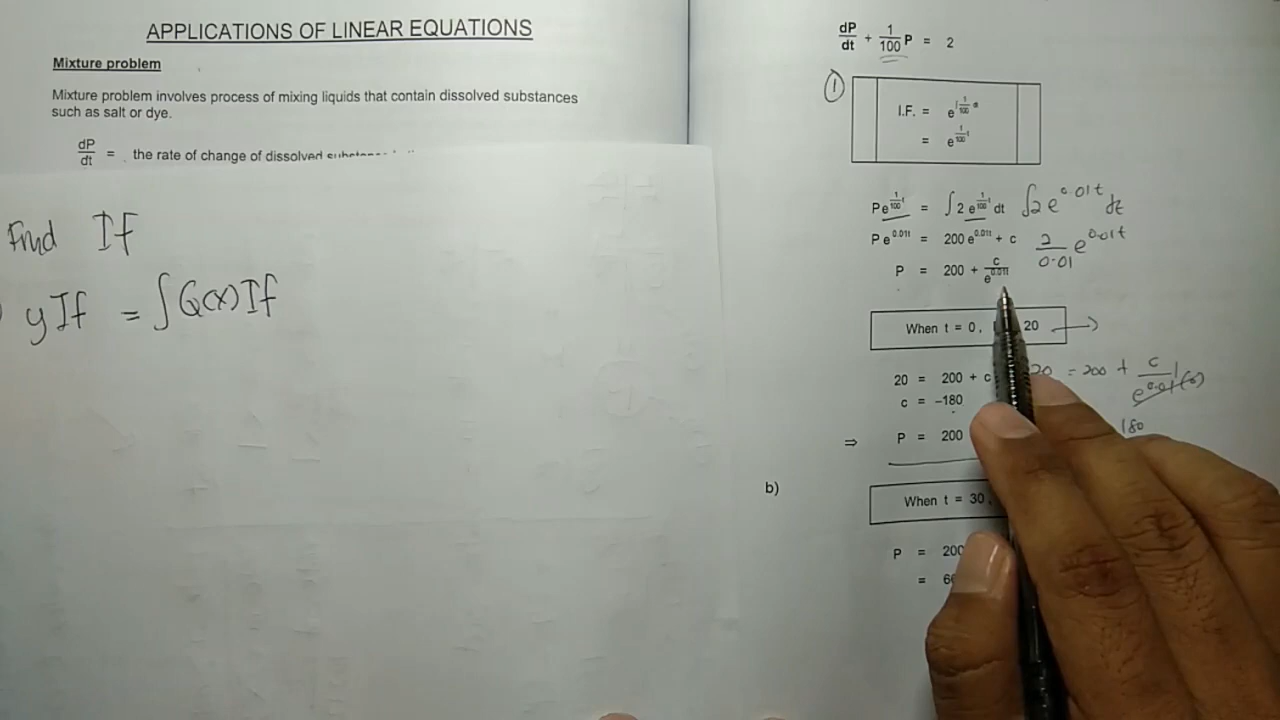 APPLICATIONS OF LINEAR EQUATIONS
Mixture problem
Mixture problem involves process of mixing liquids that contain dissolved substances
such as salt or dye.
dP/dt = the rate of change of dissolved
Find If
yIf = ∫G(x)If
dP/dt + 1/100 P = 2
①
I.F. = e^∫1/100
= e^1/100 t
Pe^1/100 t = ∫2 e^1/100 t dt ∫2e^0.01t dt
Pe^0.01t = 200 e^0.01t + c 2/0.01 e^0.01t
P = 200 + c/e^0.01t
When t = 0, 20 →
20 = 200 + c 20 = 200 + c/e^0.01(0) 1
c = -180 180
⇒ P = 200
b)
When t = 30,
P = 200
= 6